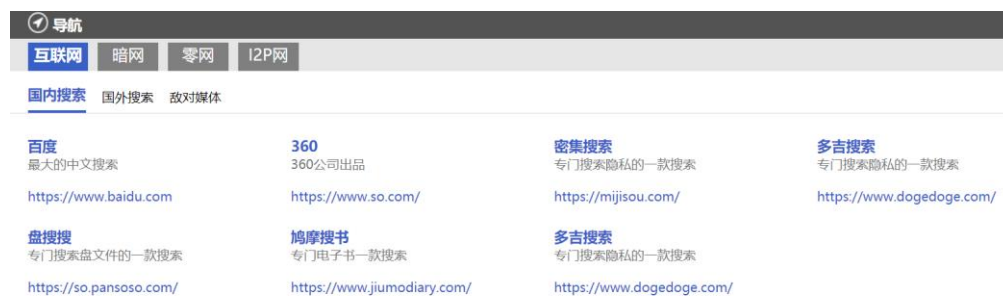 导航
互联网 暗网 零网 I2P网
国内搜索 国外搜索 敌对媒体
百度 360 密集搜索 多吉搜索
最大的中文搜索 360公司出品 专门搜索隐私的一款搜索 专门搜索隐私的一款搜索
https://www.baidu.com https://www.so.com/ https://mijisou.com/ https://www.dogedoge.com/
盘搜搜 鸠摩搜书 多吉搜索
专门搜索盘文件的一款搜索 专门电子书一款搜索 专门搜索隐私的一款搜索
https://so.pansoso.com/ https://www.jiumodiary.com/ https://www.dogedoge.com/